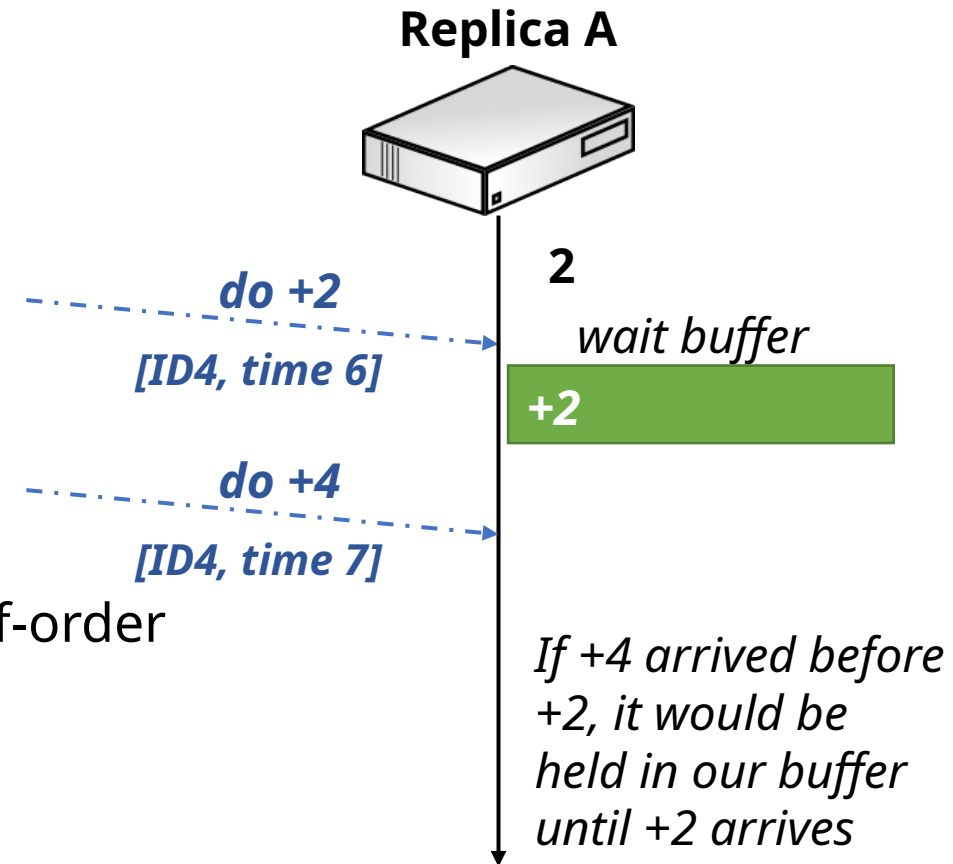 Replica A
2
do +2
wait buffer
[ID4, time 6]
+2
do +4
[ID4, time 7]
f-order
If +4 arrived before
+2, it would be
held in our buffer
until +2 arrives